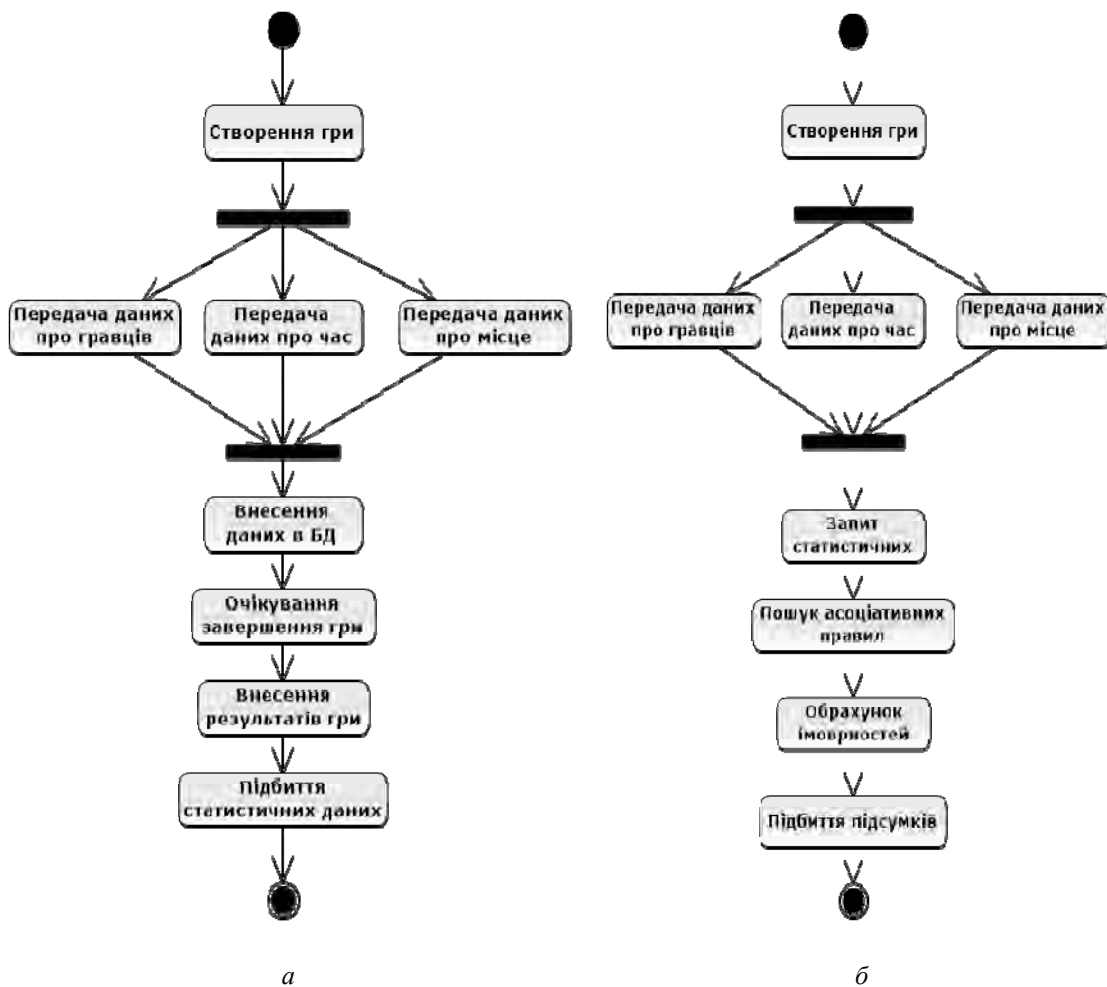 Створення гри
Передача даних
про гравців
Передача
даних про час
Передача даних
про місце
Внесення
даних в БД
Очікування
завершення гри
Внесення
результатів гри
Підбиття
статистичних даних
а
Створення гри
Передача даних
про гравців
Передача
даних про час
Передача даних
про місце
Запит
статистичних
Пошук асоціативних
правил
Обрахунок
імоврностей
Підбиття підсумків
б